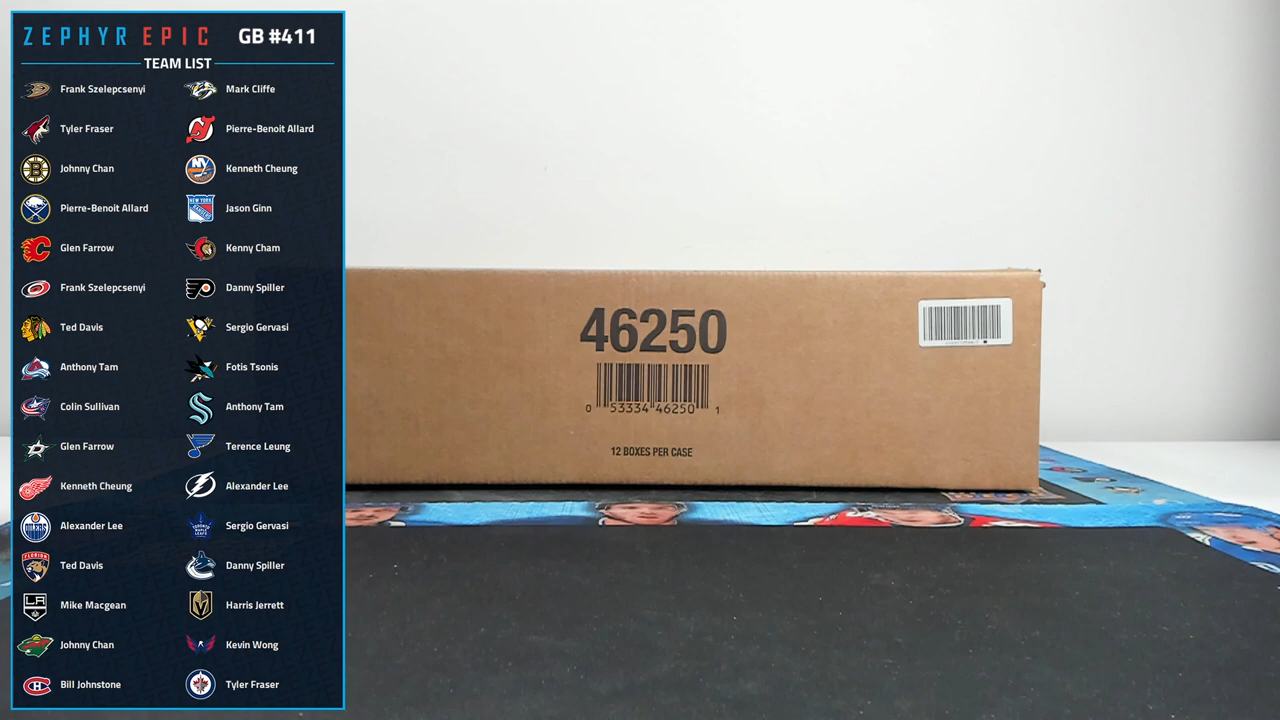 ZEPHYR EPIC GB #411
TEAM LIST
Frank Szelepcsenyi
Tyler Fraser
Johnny Chan
Pierre-Benoit Allard
Glen Farrow
Frank Szelepcsenyi
Ted Davis
Anthony Tam
Colin Sullivan
Glen Farrow
Kenneth Cheung
Alexander Lee
Ted Davis
Mike Macgean
Johnny Chan
Bill Johnstone
Mark Cliffe
Pierre-Benoit Allard
Kenneth Cheung
Jason Ginn
Kenny Cham
Danny Spiller
Sergio Gervasi
Fotis Tsonis
Anthony Tam
Terence Leung
Alexander Lee
Sergio Gervasi
Danny Spiller
Harris Jerrett
Kevin Wong
Tyler Fraser
46250
0 53334 46250 1
12 BOXES PER CASE